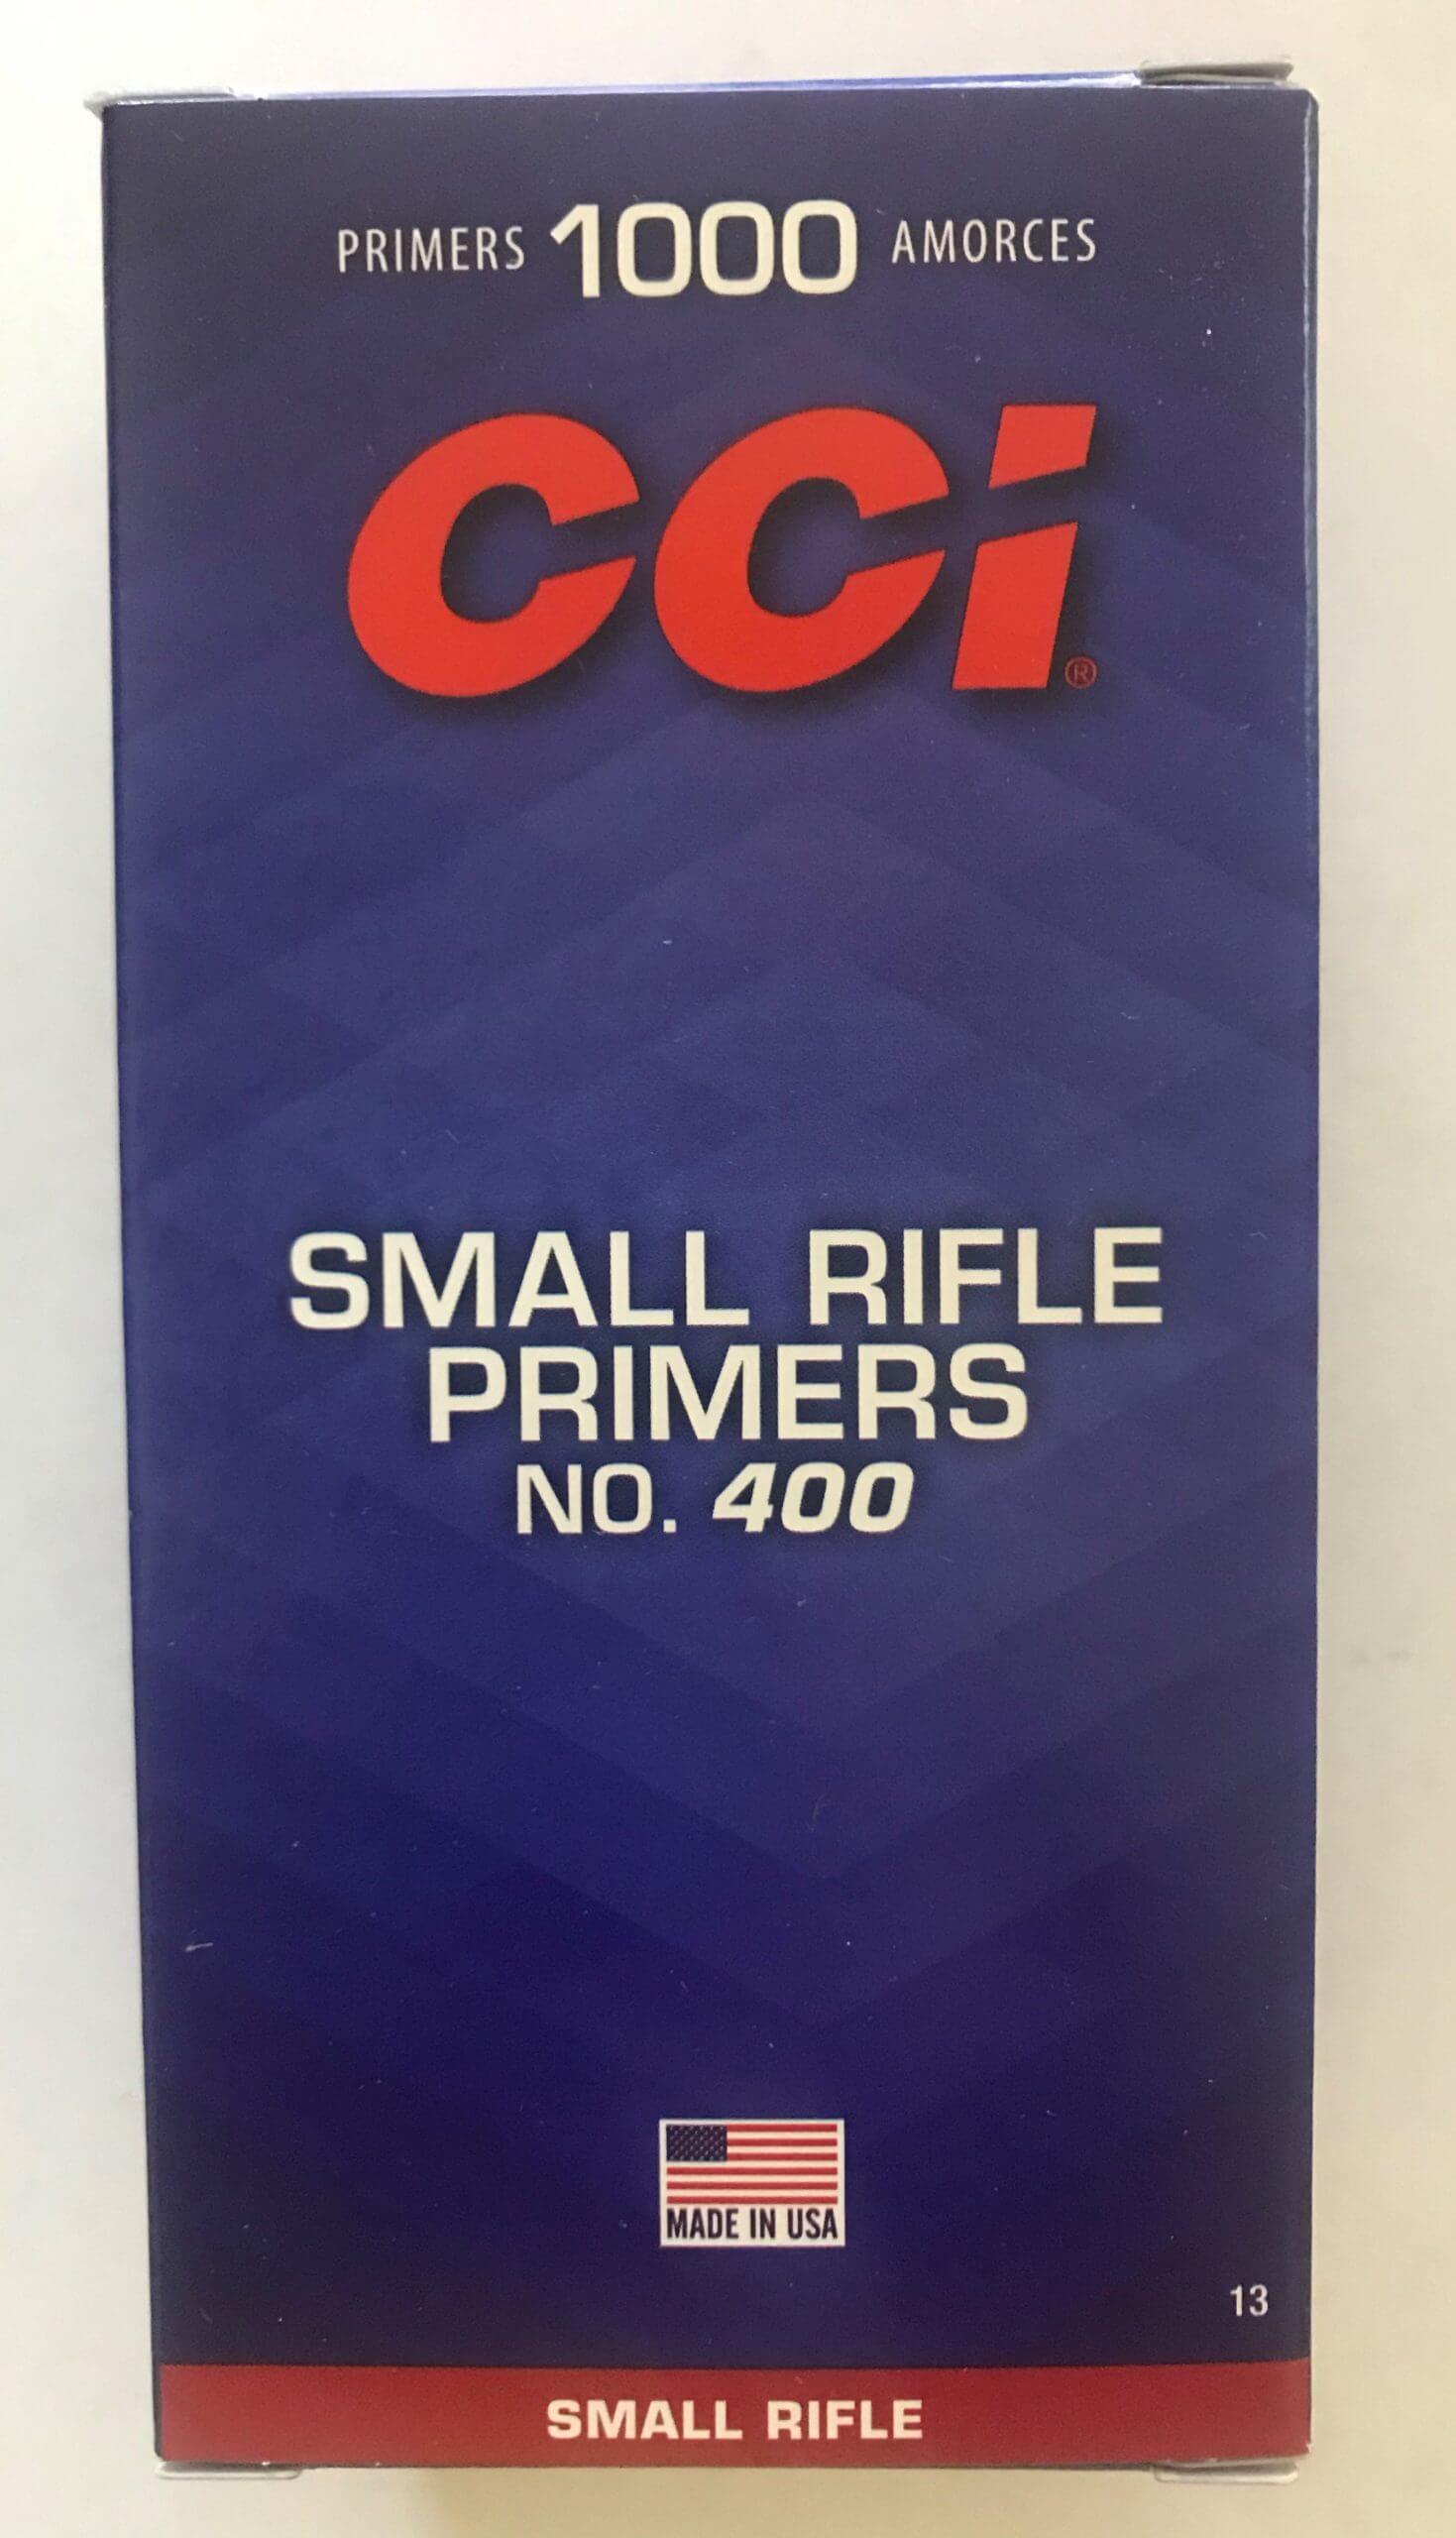 PRIMERS 1000 AMORCES
CCI®
SMALL RIFLE
PRIMERS
NO. 400
MADE IN USA
13
SMALL RIFLE